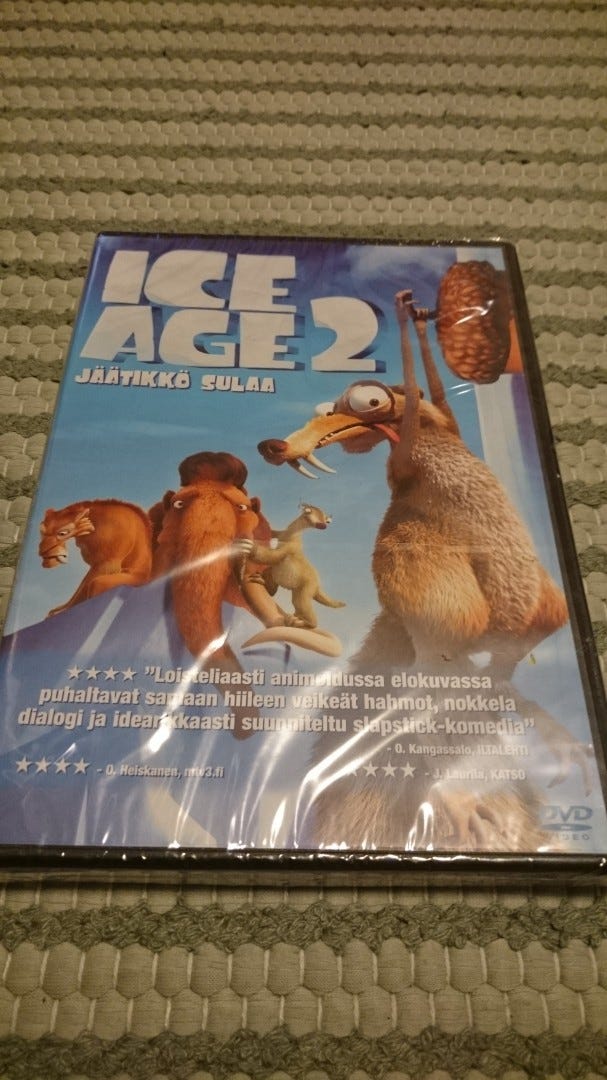 ICE
AGE 2
JÄÄTIKKÖ SULAA
★★★★ "Loisteliaasti animoidussa elokuvassa
puhaltavat samaan hiileen veikeät hahmot, nokkela
dialogi ja idearikkaasti suunniteltu slapstick-komedia"
- O. Kangassalo, ILTALEHTI
★★★★ - O. Heiskanen, mtv3.fi
★★★★ - J. Laurila, KATSO
DVD
VIDEO